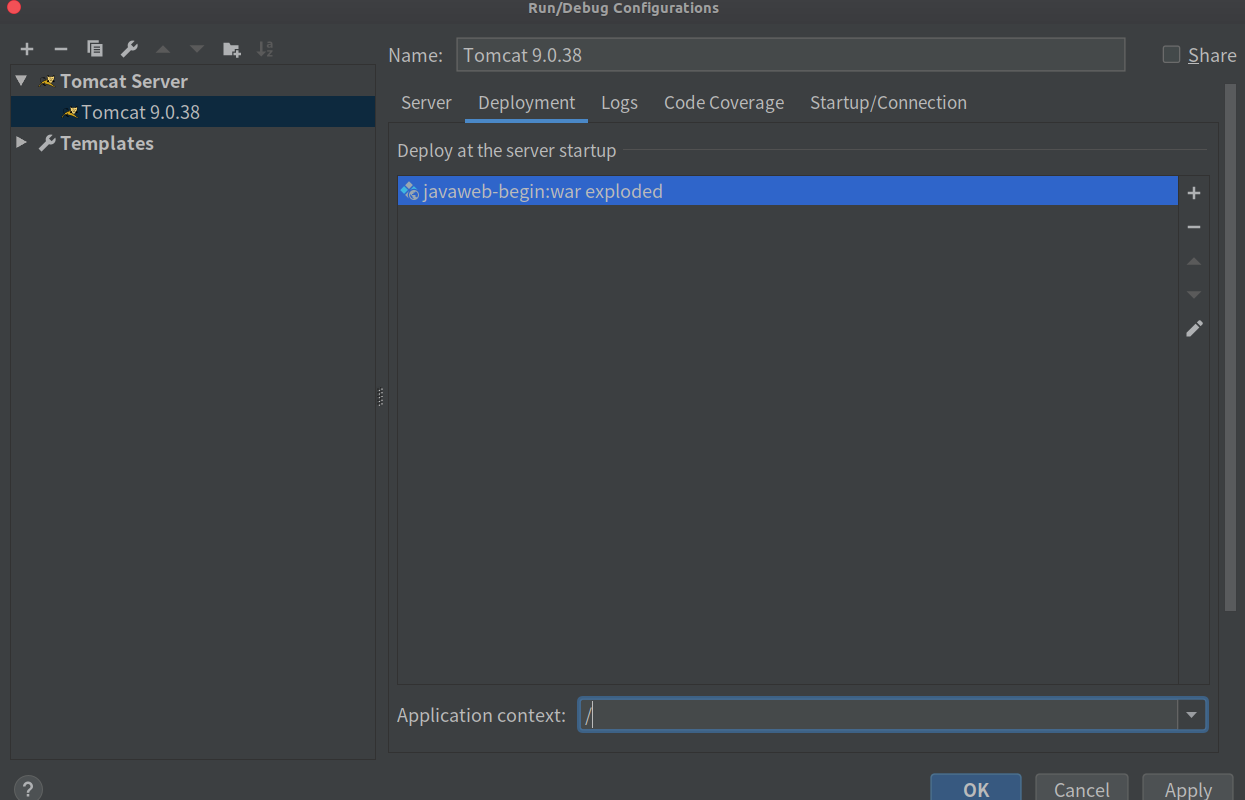 Run/Debug Configurations
Name: Tomcat 9.0.38 Share
Tomcat Server
Tomcat 9.0.38
Templates
Server Deployment Logs Code Coverage Startup/Connection
Deploy at the server startup
javaweb-begin:war exploded
Application context: /
? OK Cancel Apply